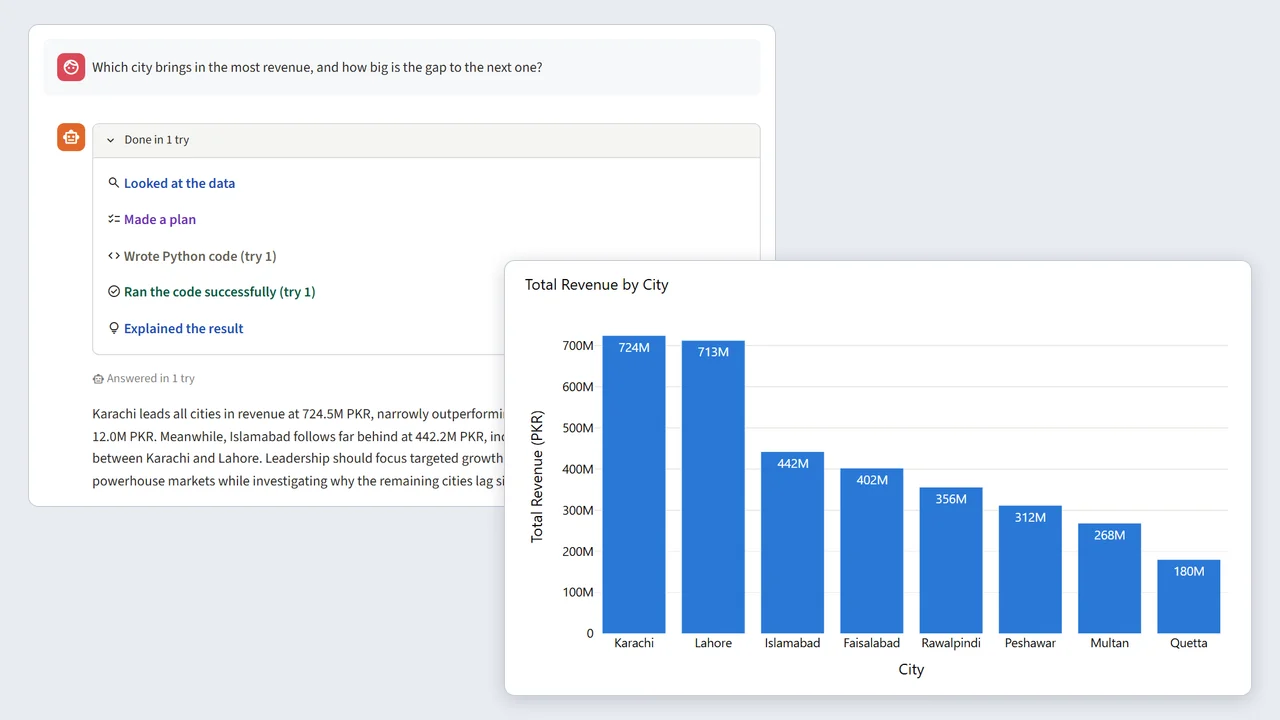 Which city brings in the most revenue, and how big is the gap to the next one?
Done in 1 try
Looked at the data
Made a plan
Wrote Python code (try 1)
Ran the code successfully (try 1)
Explained the result
Answered in 1 try
Karachi leads all cities in revenue at 724.5M PKR, narrowly
12.0M PKR. Meanwhile, Islamabad follows far behind at 442.2M PKR,
between Karachi and Lahore. Leadership should focus targeted growth
powerhouse markets while investigating why the remaining cities lag
Total Revenue by City
Total Revenue (PKR)
700M
600M
500M
400M
300M
200M
100M
0
724M
713M
442M
402M
356M
312M
268M
180M
Karachi
Lahore
Islamabad
Faisalabad
Rawalpindi
Peshawar
Multan
Quetta
City